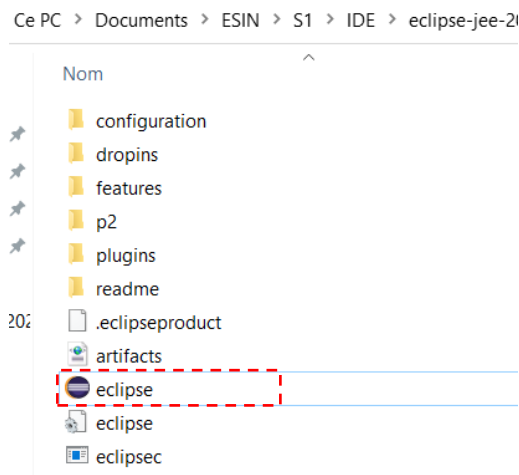 Ce PC > Documents > ESIN > S1 > IDE > eclipse-jee-20
Nom
configuration
dropins
features
p2
plugins
readme
202 .eclipseproduct
artifacts
eclipse
eclipse
eclipsec